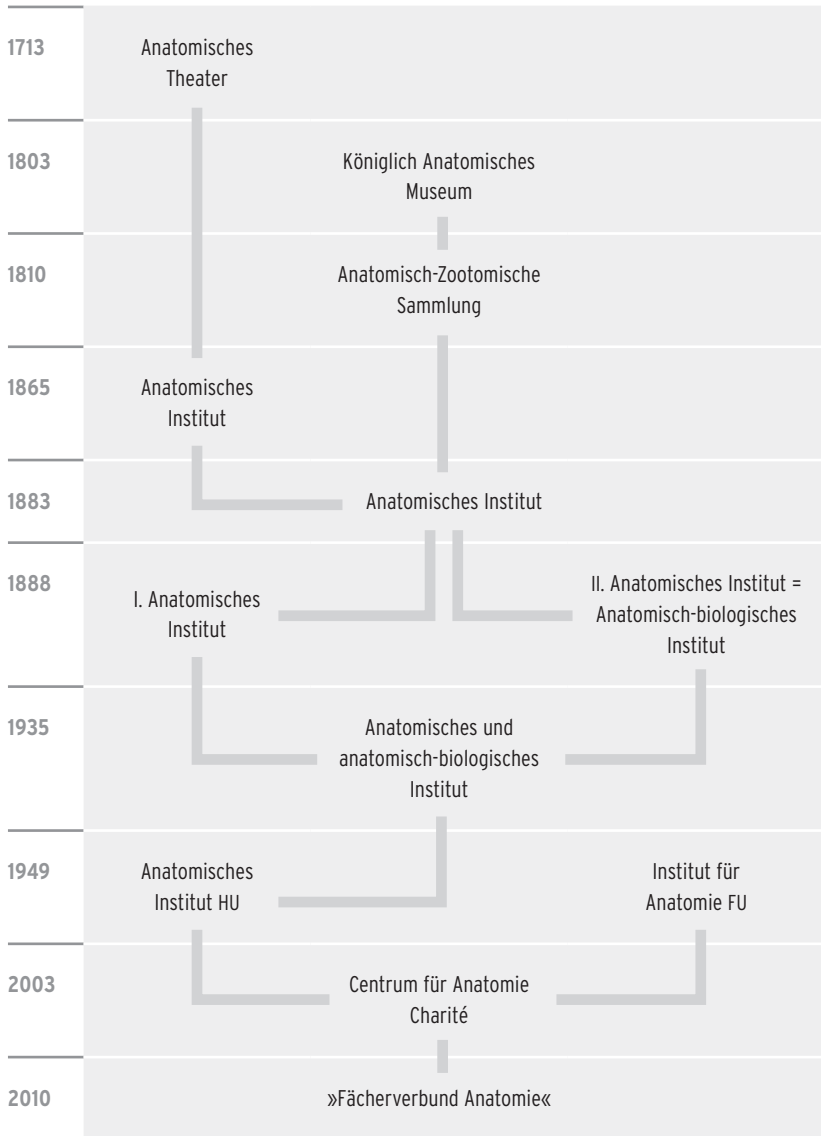 1713
Anatomisches
Theater
1803
Königlich Anatomisches
Museum
1810
Anatomisch-Zootomische
Sammlung
1865
Anatomisches
Institut
1883
Anatomisches Institut
1888
I. Anatomisches
Institut
II. Anatomisches Institut =
Anatomisch-biologisches
Institut
1935
Anatomisches und
anatomisch-biologisches
Institut
1949
Anatomisches
Institut HU
Institut für
Anatomie FU
2003
Centrum für Anatomie
Charité
2010
»Fächerverbund Anatomie«